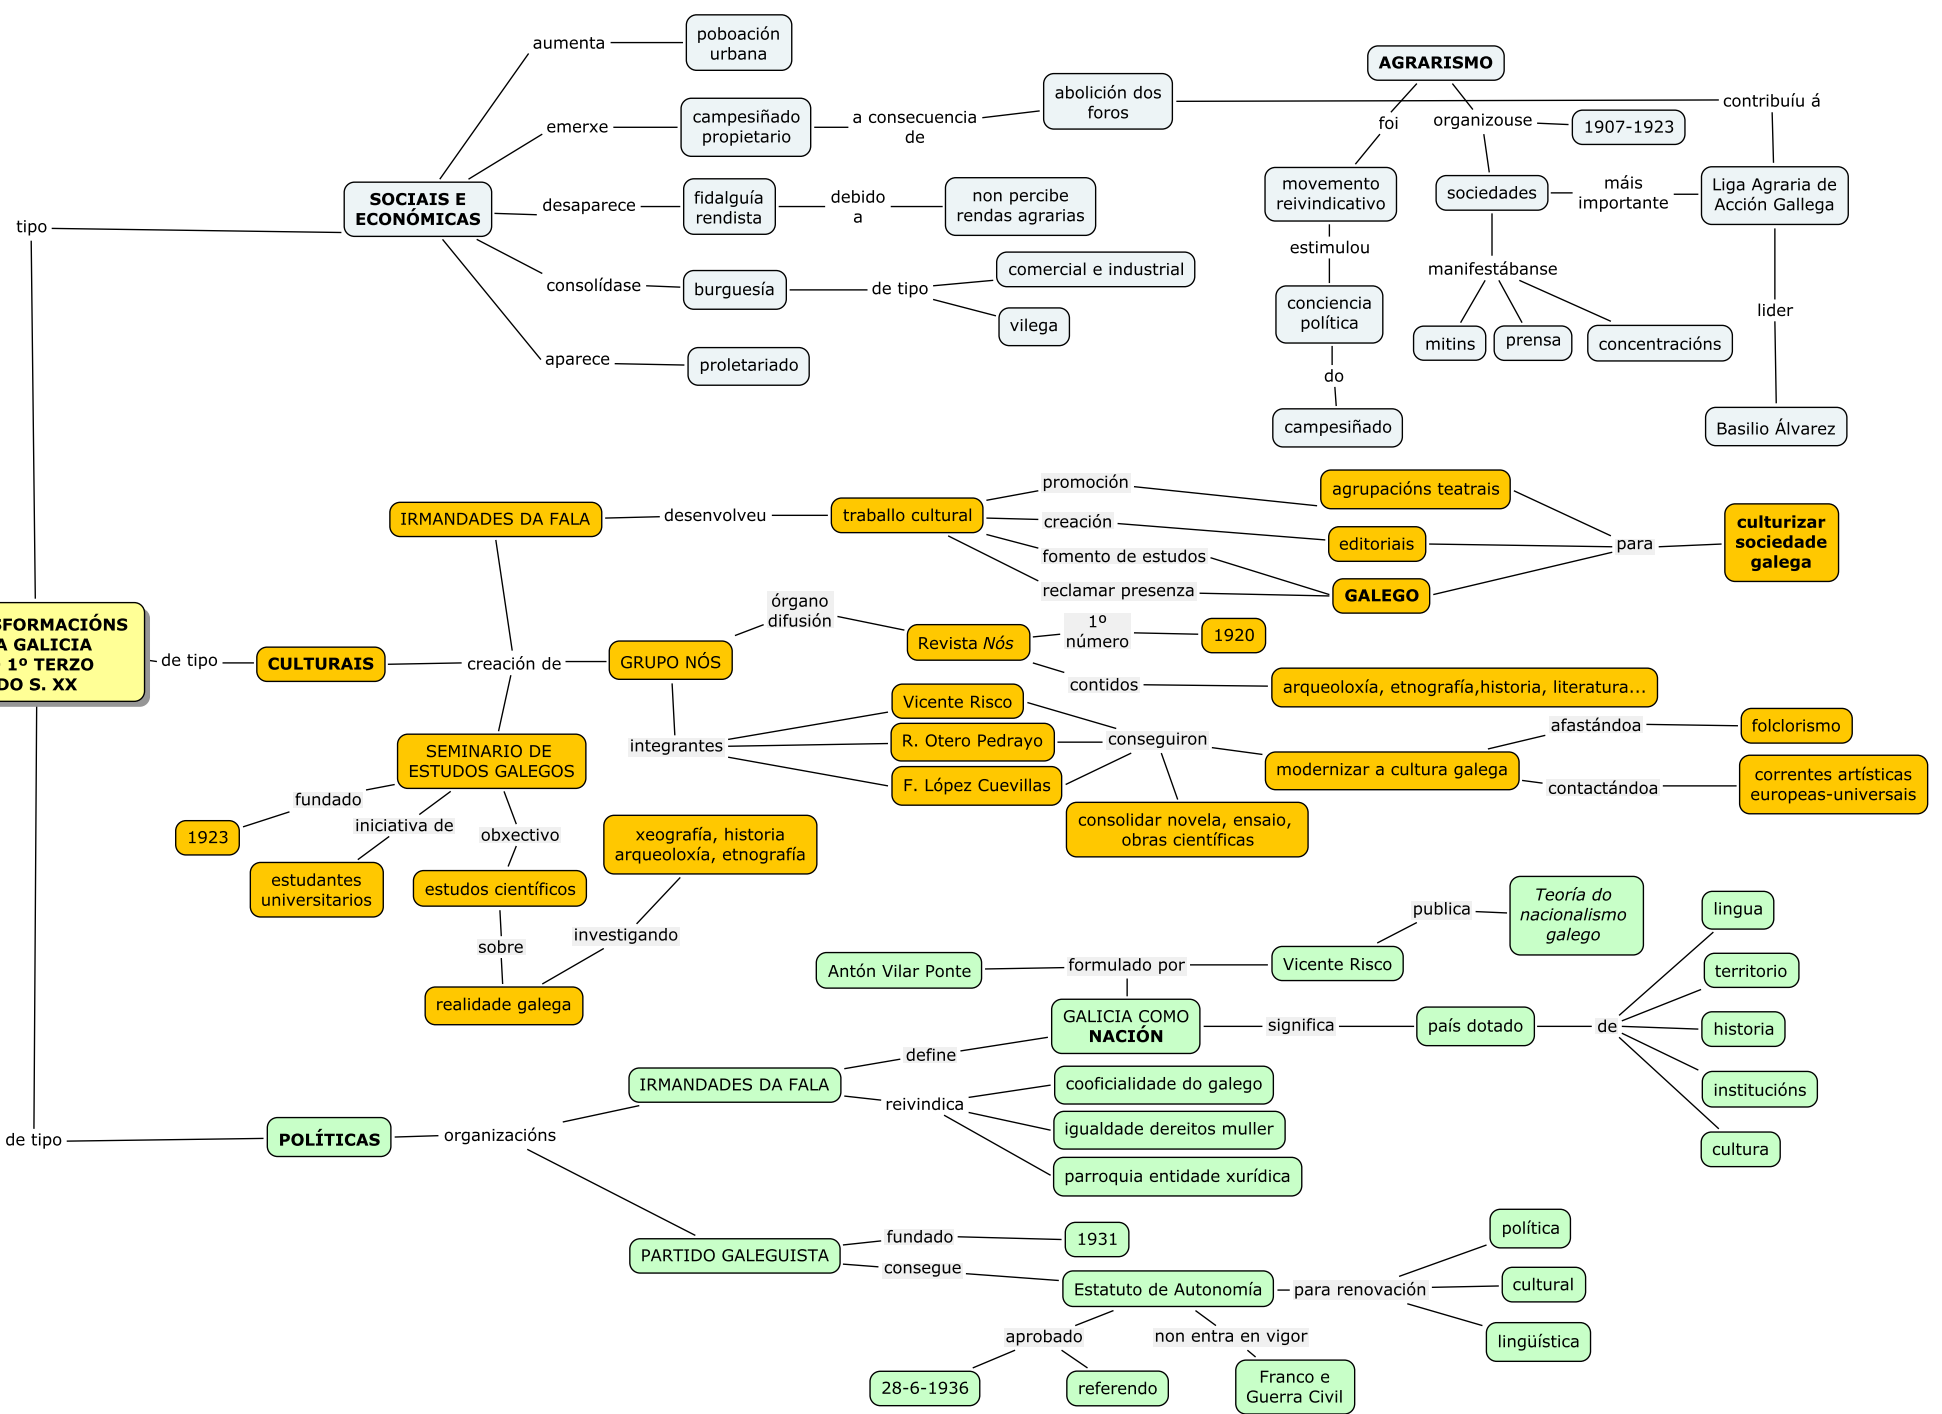 aumenta
poboación
urbana
emerxe
campesiñado
propietario
a consecuencia
de
abolición dos
foros
contribuíu á
AGRARISMO
foi
organizouse
1907-1923
movemento
reivindicativo
sociedades
máis
importante
Liga Agraria de
Acción Gallega
estimulou
manifestábanse
conciencia
política
mitins
prensa
concentracións
lider
do
campesiñado
Basilio Álvarez
tipo
SOCIAIS E
ECONÓMICAS
desaparece
fidalguía
rendista
debido
a
non percibe
rendas agrarias
consolídase
burguesía
de tipo
comercial e industrial
vilega
aparece
proletariado
SFORMACIÓNS
A GALICIA
1º TERZO
DO S. XX
de tipo
CULTURAIS
creación de
IRMANDADES DA FALA
desenvolveu
traballo cultural
promoción
agrupacións teatrais
creación
editoriais
fomento de estudos
reclamar presenza
GALEGO
para
culturizar
sociedade
galega
GRUPO NÓS
órgano
difusión
Revista Nós
1º
número
1920
contidos
arqueoloxía, etnografía,historia, literatura...
integrantes
Vicente Risco
R. Otero Pedrayo
F. López Cuevillas
conseguiron
modernizar a cultura galega
afastándoa
folclorismo
contactándoa
correntes artísticas
europeas-universais
consolidar novela, ensaio,
obras científicas
SEMINARIO DE
ESTUDOS GALEGOS
fundado
1923
iniciativa de
estudantes
universitarios
obxectivo
estudos científicos
sobre
realidade galega
investigando
xeografía, historia
arqueoloxía, etnografía
de tipo
POLÍTICAS
organizacións
IRMANDADES DA FALA
define
GALICIA COMO
NACIÓN
formulado por
Antón Vilar Ponte
Vicente Risco
publica
Teoría do
nacionalismo
galego
significa
país dotado
de
lingua
territorio
historia
institucións
cultura
reivindica
cooficialidade do galego
igualdade dereitos muller
parroquia entidade xurídica
PARTIDO GALEGUISTA
fundado
1931
consegue
Estatuto de Autonomía
para renovación
política
cultural
lingüística
aprobado
28-6-1936
referendo
non entra en vigor
Franco e
Guerra Civil